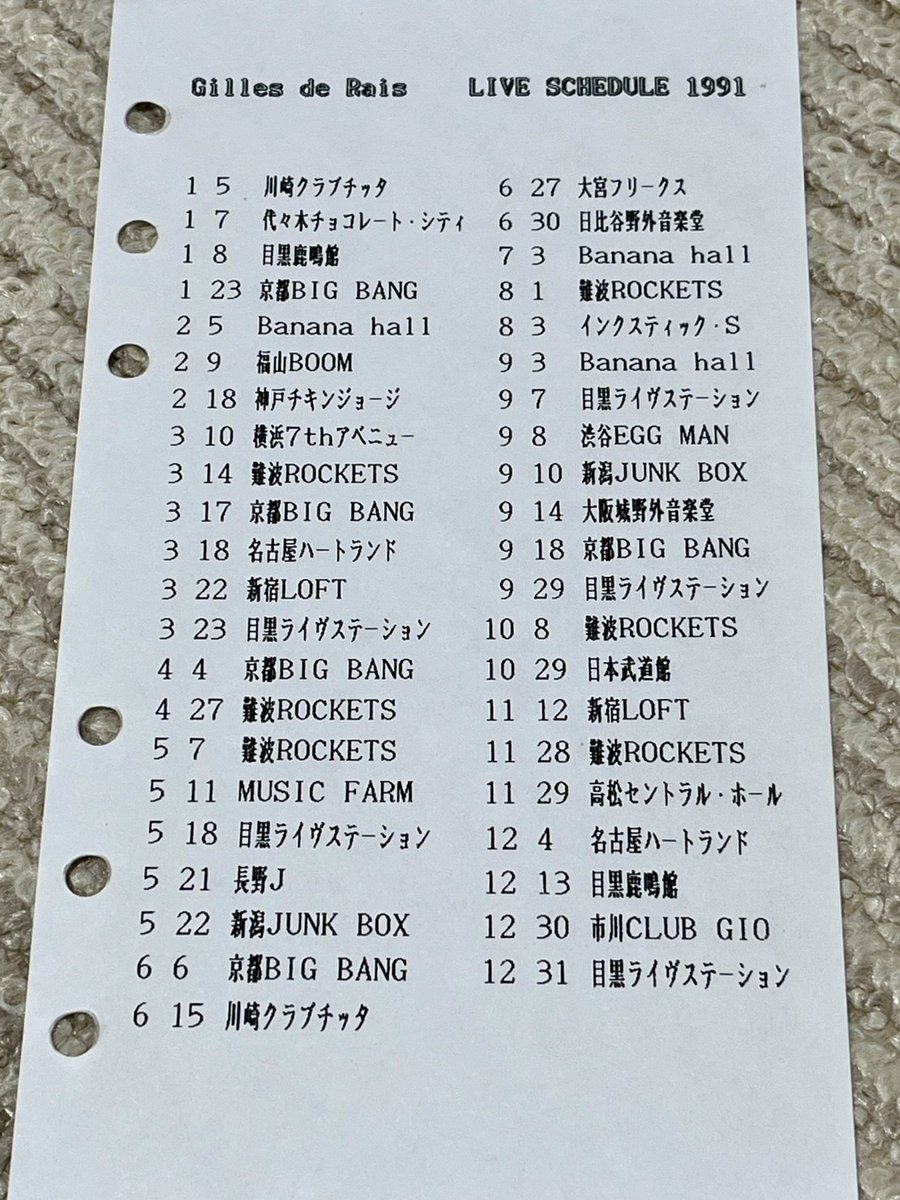 Gilles de Rais LIVE SCHEDULE 1991
1 5 川崎クラブチッタ
1 7 代々木チョコレート・シティ
1 8 目黒鹿鳴館
1 23 京都BIG BANG
2 5 Banana hall
2 9 福山BOOM
2 18 神戸チキンジョージ
3 10 横浜7thアベニュー
3 14 難波ROCKETS
3 17 京都BIG BANG
3 18 名古屋ハートランド
3 22 新宿LOFT
3 23 目黒ライヴステーション
4 4 京都BIG BANG
4 27 難波ROCKETS
5 7 難波ROCKETS
5 11 MUSIC FARM
5 18 目黒ライヴステーション
5 21 長野J
5 22 新潟JUNK BOX
6 6 京都BIG BANG
6 15 川崎クラブチッタ
6 27 大宮フリークス
6 30 日比谷野外音楽堂
7 3 Banana hall
8 1 難波ROCKETS
8 3 インクスティック・S
9 3 Banana hall
9 7 目黒ライヴステーション
9 8 渋谷EGG MAN
9 10 新潟JUNK BOX
9 14 大阪城野外音楽堂
9 18 京都BIG BANG
9 29 目黒ライヴステーション
10 8 難波ROCKETS
10 29 日本武道館
11 12 新宿LOFT
11 28 難波ROCKETS
11 29 高松セントラル・ホール
12 4 名古屋ハートランド
12 13 目黒鹿鳴館
12 30 市川CLUB GIO
12 31 目黒ライヴステーション